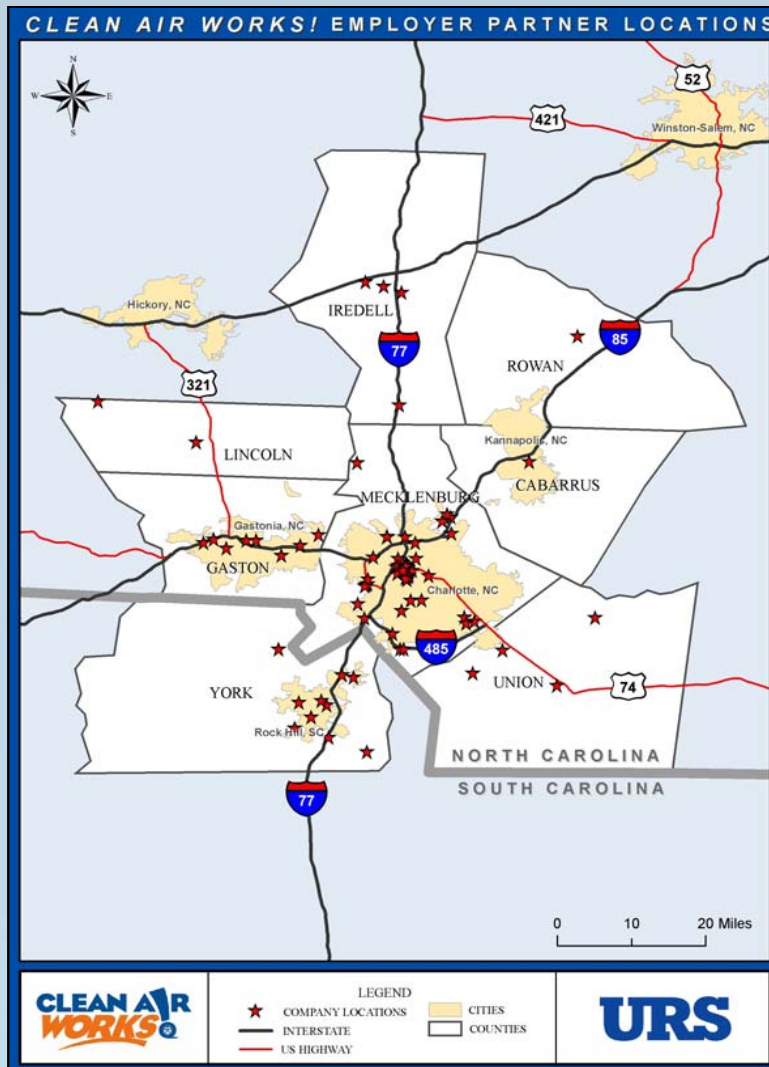 CLEAN AIR WORKS! EMPLOYER PARTNER LOCATIONS
N
W E
S
52
421
Winston-Salem, NC
Hickory, NC
IREDELL
77
85
ROWAN
321
LINCOLN
Kannapolis, NC
CABARRUS
MECKLENBURG
Gastonia, NC
GASTON
Charlotte, NC
485
YORK
UNION
74
Rock Hill, SC
NORTH CAROLINA
SOUTH CAROLINA
77
0 10 20 Miles
CLEAN AIR
WORKS!
LEGEND
COMPANY LOCATIONS
CITIES
INTERSTATE
COUNTIES
US HIGHWAY
URS